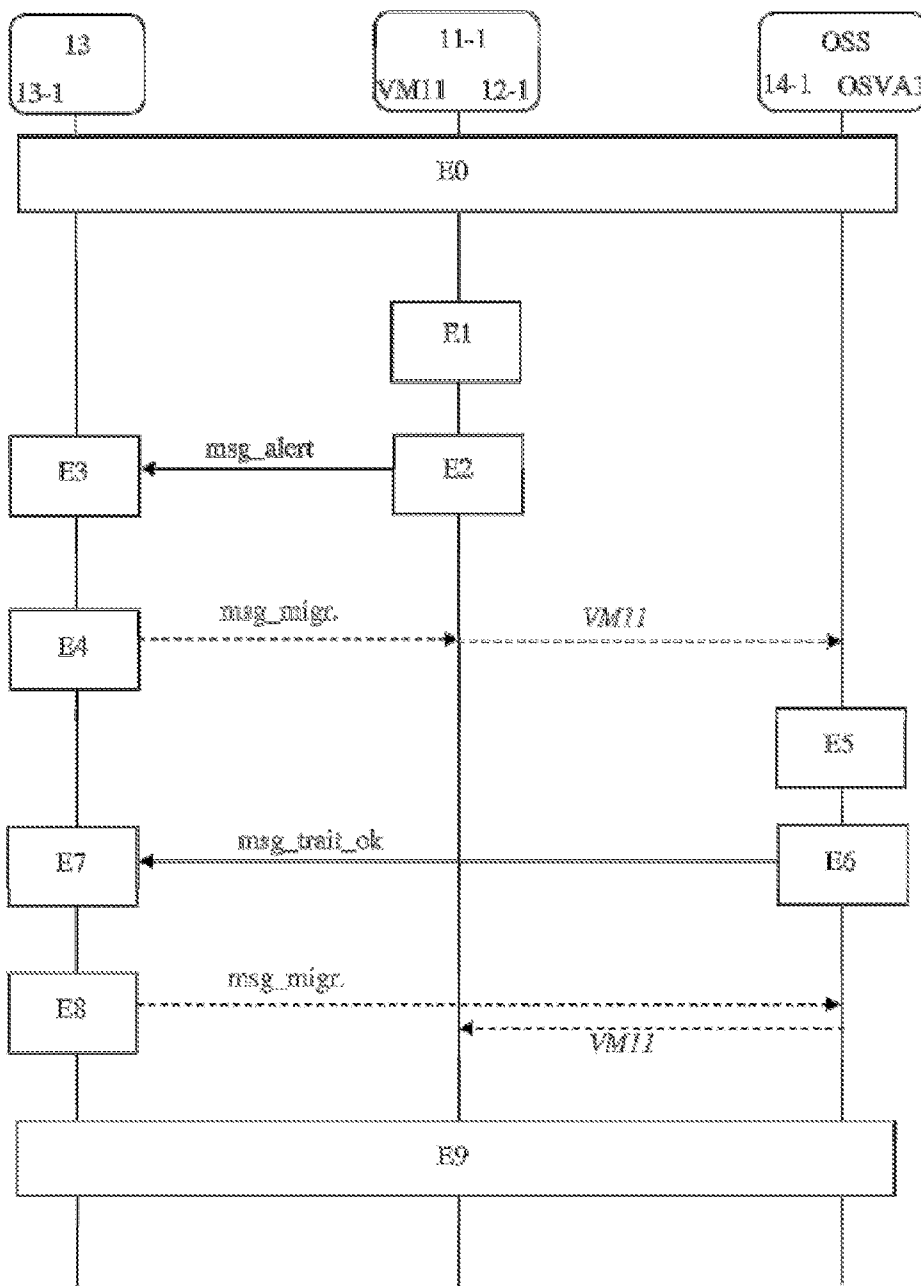 13
13-1
11-1
VM11 12-1
OSS
14-1 OSVA1
E0
E1
msg_alert
E3
E2
msg_migr.
VM11
E4
E5
msg_trait_ok
E7
E6
msg_migr.
E8
VM11
E9